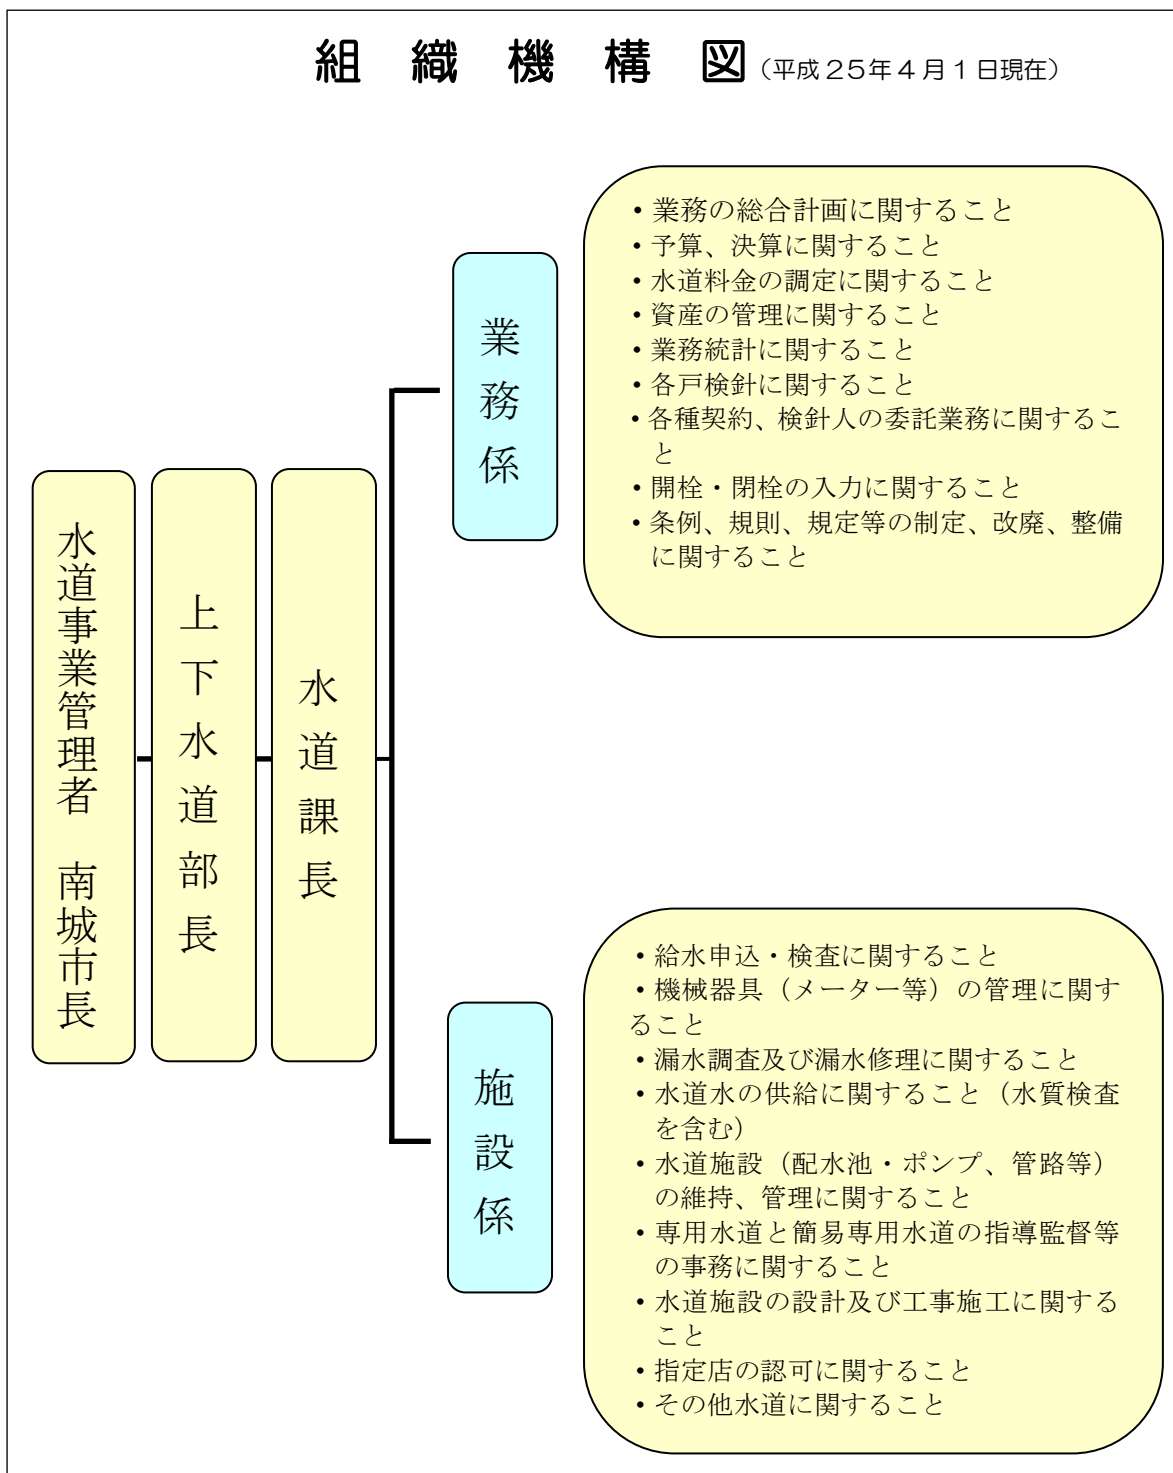 組織機構図（平成25年4月1日現在）
水道事業管理者　南城市長
上下水道部長
水道課長
業務係
・業務の総合計画に関すること
・予算、決算に関すること
・水道料金の調定に関すること
・資産の管理に関すること
・業務統計に関すること
・各戸検針に関すること
・各種契約、検針人の委託業務に関するこ
と
・開栓・閉栓の入力に関すること
・条例、規則、規定等の制定、改廃、整備
に関すること
施設係
・給水申込・検査に関すること
・機械器具（メーター等）の管理に関す
ること
・漏水調査及び漏水修理に関すること
・水道水の供給に関すること（水質検査
を含む）
・水道施設（配水池・ポンプ、管路等）
の維持、管理に関すること
・専用水道と簡易専用水道の指導監督等
の事務に関すること
・水道施設の設計及び工事施工に関する
こと
・指定店の認可に関すること
・その他水道に関すること